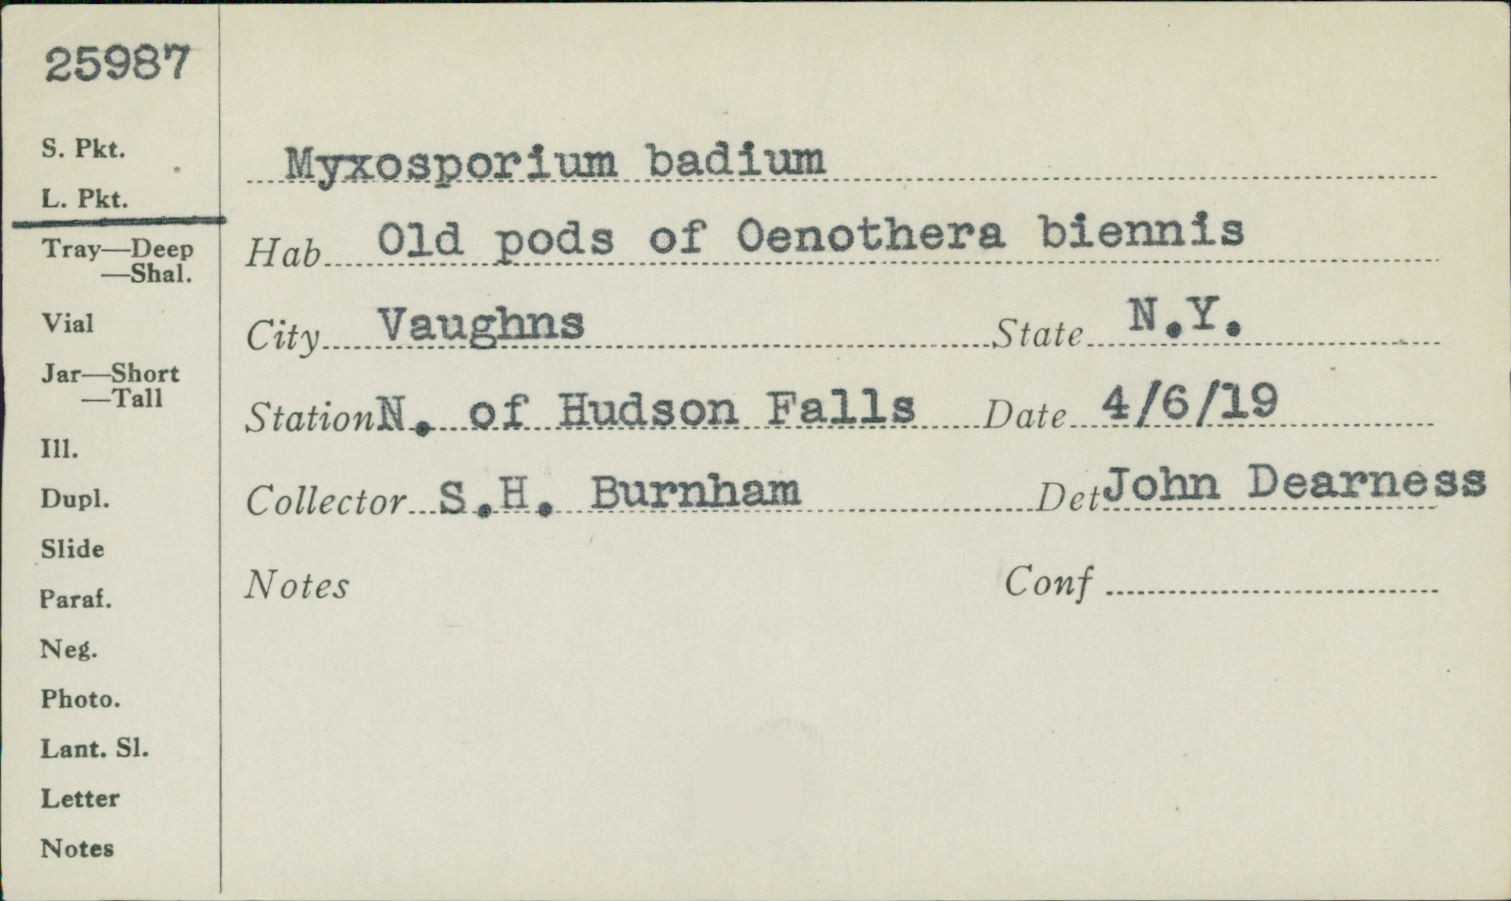 25987
S. Pkt.
L. Pkt.
Tray—Deep
—Shal.
Vial
Jar—Short
—Tall
Ill.
Dupl.
Slide
Paraf.
Neg.
Photo.
Lant. Sl.
Letter
Notes
Myxosporium badium
Hab Old pods of Oenothera biennis
City Vaughns State N.Y.
Station N. of Hudson Falls Date 4/6/19
Collector S.H. Burnham Det John Dearness
Notes Conf